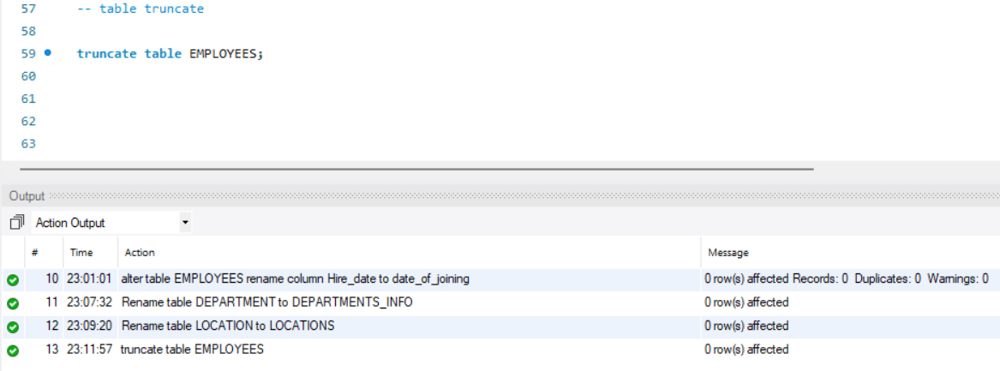 57 -- table truncate
58
59 truncate table EMPLOYEES;
60
61
62
63
Output
Action Output
# Time Action Message
10 23:01:01 alter table EMPLOYEES rename column Hire_date to date_of_joining 0 row(s) affected Records: 0 Duplicates: 0 Warnings: 0
11 23:07:32 Rename table DEPARTMENT to DEPARTMENTS_INFO 0 row(s) affected
12 23:09:20 Rename table LOCATION to LOCATIONS 0 row(s) affected
13 23:11:57 truncate table EMPLOYEES 0 row(s) affected